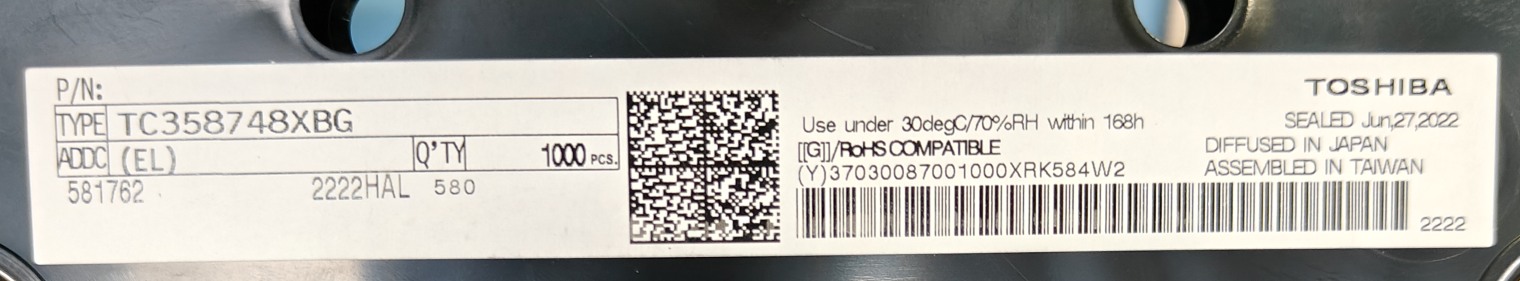 P/N:
TYPE TC358748XBG
ADDC (EL) Q'TY 1000 PCS.
581762 2222HAL 580
Use under 30degC/70%RH within 168h
[[G]]/RoHS COMPATIBLE
(Y)37030087001000XRK584W2
TOSHIBA
SEALED Jun,27,2022
DIFFUSED IN JAPAN
ASSEMBLED IN TAIWAN
2222